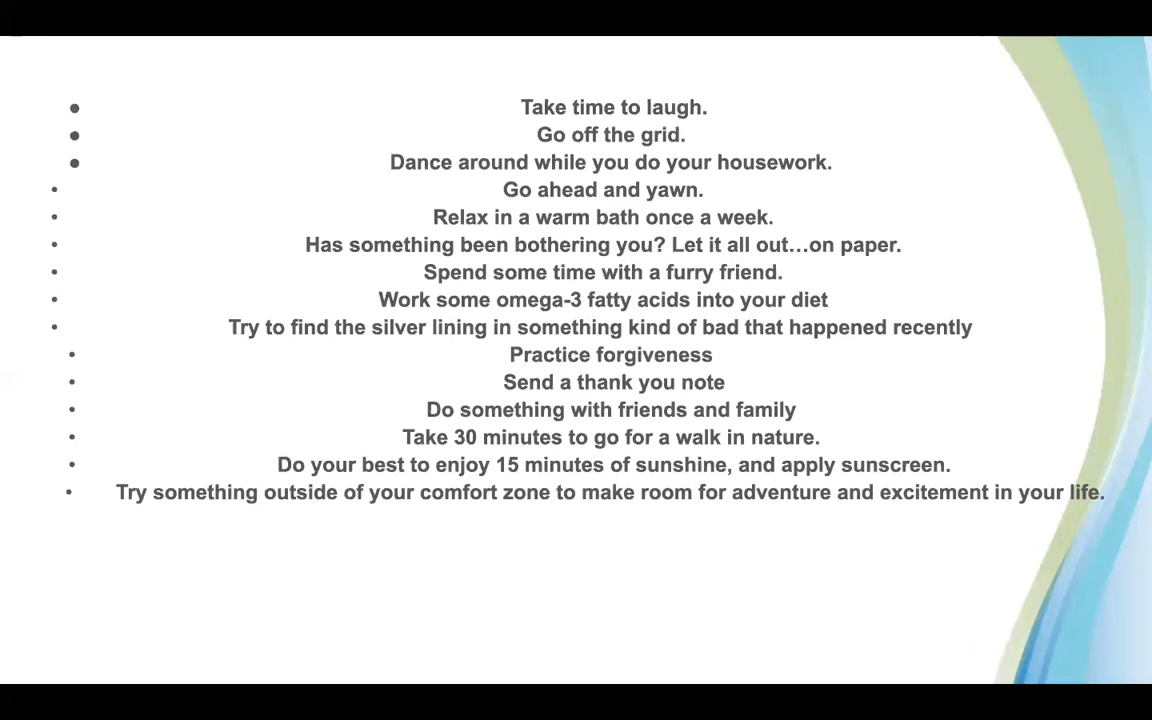 ● Take time to laugh.
● Go off the grid.
● Dance around while you do your housework.
• Go ahead and yawn.
• Relax in a warm bath once a week.
• Has something been bothering you? Let it all out…on paper.
• Spend some time with a furry friend.
• Work some omega-3 fatty acids into your diet
• Try to find the silver lining in something kind of bad that happened recently
• Practice forgiveness
• Send a thank you note
• Do something with friends and family
• Take 30 minutes to go for a walk in nature.
• Do your best to enjoy 15 minutes of sunshine, and apply sunscreen.
• Try something outside of your comfort zone to make room for adventure and excitement in your life.